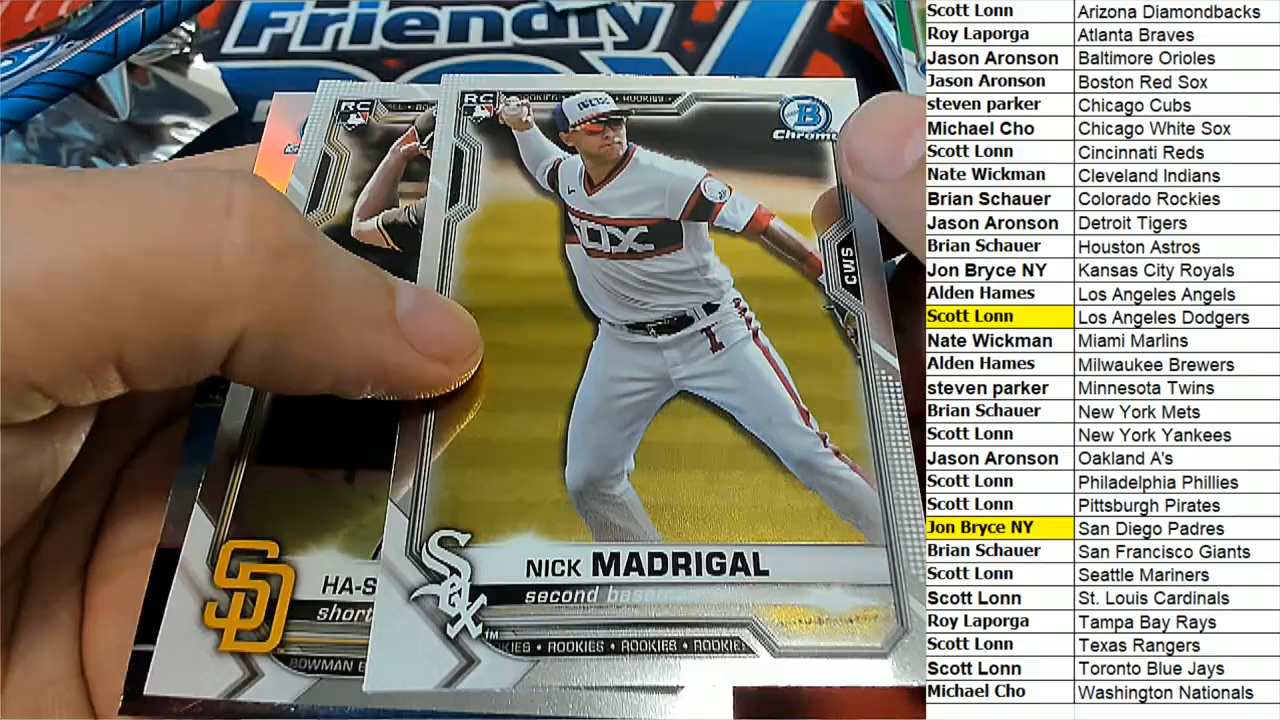 Friendly
RC
RC
ROOKIES • ROOKIES
B
Chrome
SOX
CWS
1
SD
HA-S
short
BOWMAN
Sox
NICK MADRIGAL
second baseman
ROOKIES • ROOKIES • ROOKIES
Scott Lonn Arizona Diamondbacks
Roy Laporga Atlanta Braves
Jason Aronson Baltimore Orioles
Jason Aronson Boston Red Sox
steven parker Chicago Cubs
Michael Cho Chicago White Sox
Scott Lonn Cincinnati Reds
Nate Wickman Cleveland Indians
Brian Schauer Colorado Rockies
Jason Aronson Detroit Tigers
Brian Schauer Houston Astros
Jon Bryce NY Kansas City Royals
Alden Hames Los Angeles Angels
Scott Lonn Los Angeles Dodgers
Nate Wickman Miami Marlins
Alden Hames Milwaukee Brewers
steven parker Minnesota Twins
Brian Schauer New York Mets
Scott Lonn New York Yankees
Jason Aronson Oakland A's
Scott Lonn Philadelphia Phillies
Scott Lonn Pittsburgh Pirates
Jon Bryce NY San Diego Padres
Brian Schauer San Francisco Giants
Scott Lonn Seattle Mariners
Scott Lonn St. Louis Cardinals
Roy Laporga Tampa Bay Rays
Scott Lonn Texas Rangers
Scott Lonn Toronto Blue Jays
Michael Cho Washington Nationals